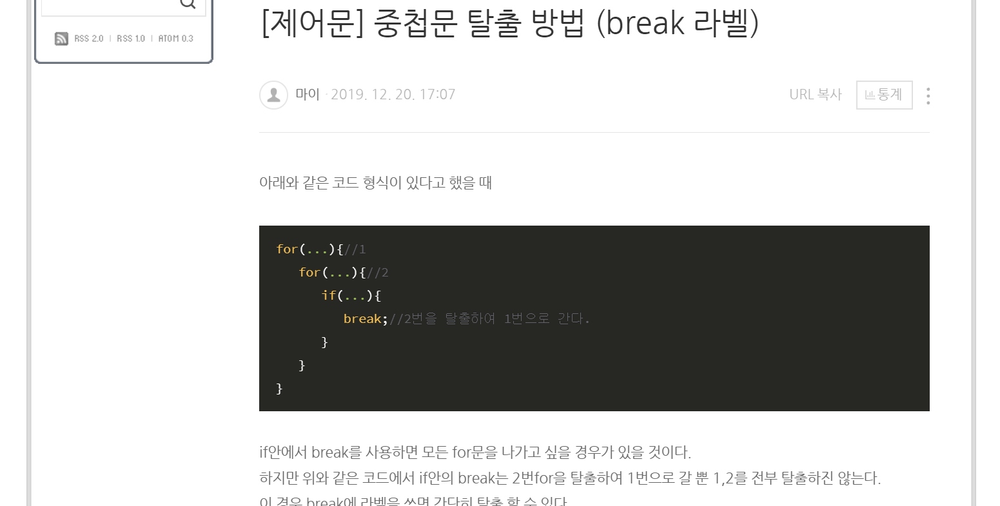 RSS 2.0 | RSS 1.0 | ATOM 0.3
[제어문] 중첩문 탈출 방법 (break 라벨)
마이 · 2019. 12. 20. 17:07
URL 복사 통계
아래와 같은 코드 형식이 있다고 했을 때
for(...){//1
for(...){//2
if(...){
break;//2번을 탈출하여 1번으로 간다.
}
}
}
if안에서 break를 사용하면 모든 for문을 나가고 싶을 경우가 있을 것이다.
하지만 위와 같은 코드에서 if안의 break는 2번for을 탈출하여 1번으로 갈 뿐 1,2를 전부 탈출하진 않는다.
이 경우 break에 라벨을 쓰면 간단히 탈출 할 수 있다